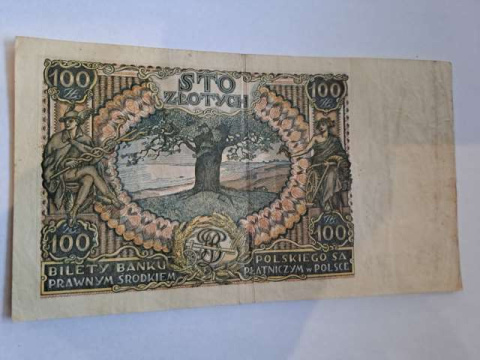 100 STO 100
ZŁOTYCH
100 100
BILETY BANKU POLSKIEGO SĄ
PRAWNYM ŚRODKIEM PŁATNICZYM W POLSCE